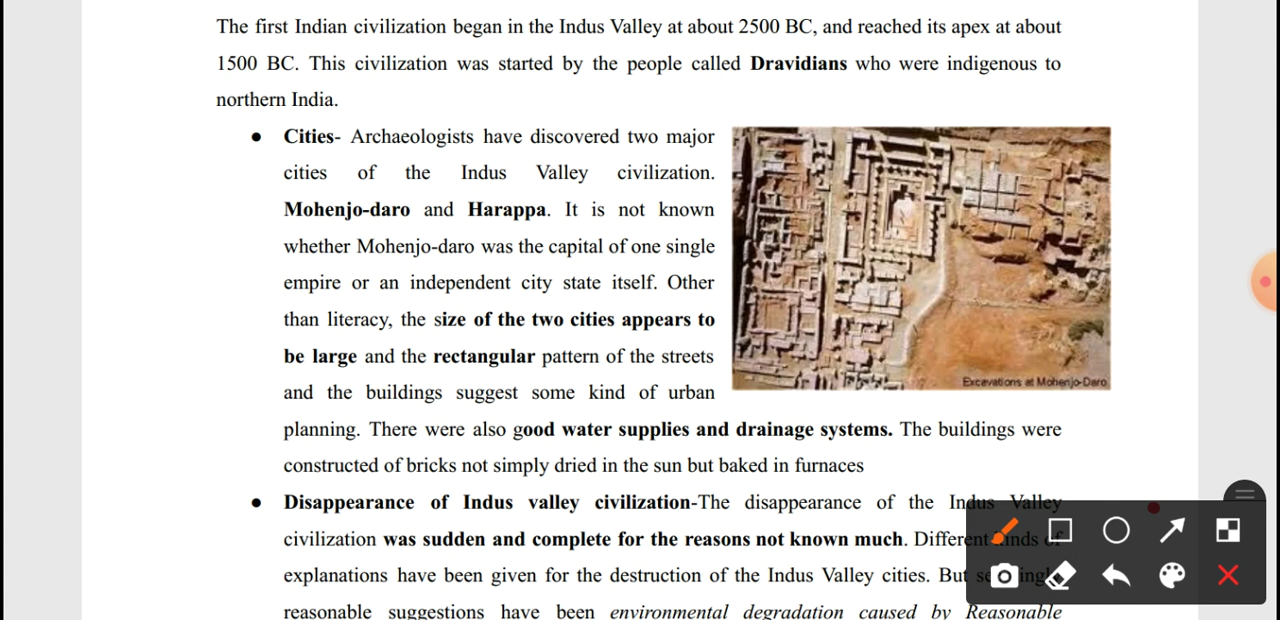 The first Indian civilization began in the Indus Valley at about 2500 BC, and reached its apex at about
1500 BC. This civilization was started by the people called Dravidians who were indigenous to
northern India.
● Cities- Archaeologists have discovered two major
cities of the Indus Valley civilization.
Mohenjo-daro and Harappa. It is not known
whether Mohenjo-daro was the capital of one single
empire or an independent city state itself. Other
than literacy, the size of the two cities appears to
be large and the rectangular pattern of the streets
and the buildings suggest some kind of urban
Excavations at Mohenjo-Daro
planning. There were also good water supplies and drainage systems. The buildings were
constructed of bricks not simply dried in the sun but baked in furnaces
● Disappearance of Indus valley civilization-The disappearance of the Indus Valley
civilization was sudden and complete for the reasons not known much. Different
explanations have been given for the destruction of the Indus Valley cities. But
reasonable suggestions have been environmental degradation caused by Reasonable